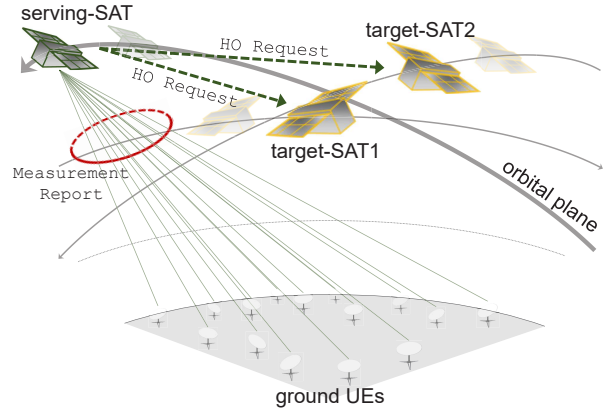 serving-SAT
target-SAT2
HO Request
HO Request
target-SAT1
Measurement
Report
orbital plane
ground UEs